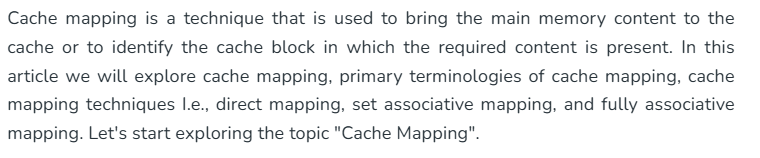 Cache mapping is a technique that is used to bring the main memory content to the
cache or to identify the cache block in which the required content is present. In this
article we will explore cache mapping, primary terminologies of cache mapping, cache
mapping techniques I.e., direct mapping, set associative mapping, and fully associative
mapping. Let's start exploring the topic "Cache Mapping".